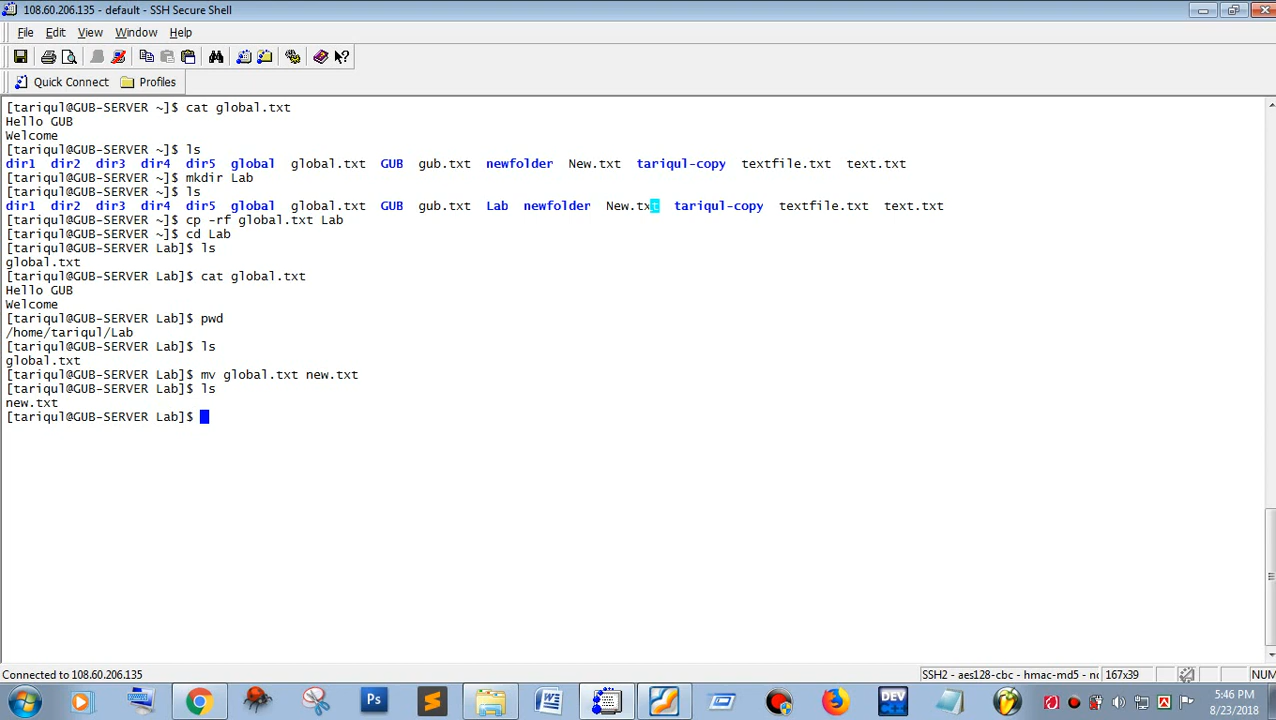 108.60.206.135 - default - SSH Secure Shell
File Edit View Window Help
Quick Connect Profiles
[tariqul@GUB-SERVER ~]$ cat global.txt
Hello GUB
Welcome
[tariqul@GUB-SERVER ~]$ ls
dir1 dir2 dir3 dir4 dir5 global global.txt GUB gub.txt newfolder New.txt tariqul-copy textfile.txt text.txt
[tariqul@GUB-SERVER ~]$ mkdir Lab
[tariqul@GUB-SERVER ~]$ ls
dir1 dir2 dir3 dir4 dir5 global global.txt GUB gub.txt Lab newfolder New.txt tariqul-copy textfile.txt text.txt
[tariqul@GUB-SERVER ~]$ cp -rf global.txt Lab
[tariqul@GUB-SERVER ~]$ cd Lab
[tariqul@GUB-SERVER Lab]$ ls
global.txt
[tariqul@GUB-SERVER Lab]$ cat global.txt
Hello GUB
Welcome
[tariqul@GUB-SERVER Lab]$ pwd
/home/tariqul/Lab
[tariqul@GUB-SERVER Lab]$ ls
global.txt
[tariqul@GUB-SERVER Lab]$ mv global.txt new.txt
[tariqul@GUB-SERVER Lab]$ ls
new.txt
[tariqul@GUB-SERVER Lab]$
Connected to 108.60.206.135 SSH2 - aes128-cbc - hmac-md5 - nc 167x39 NUM
Ps W DEV
5:46 PM
8/23/2018